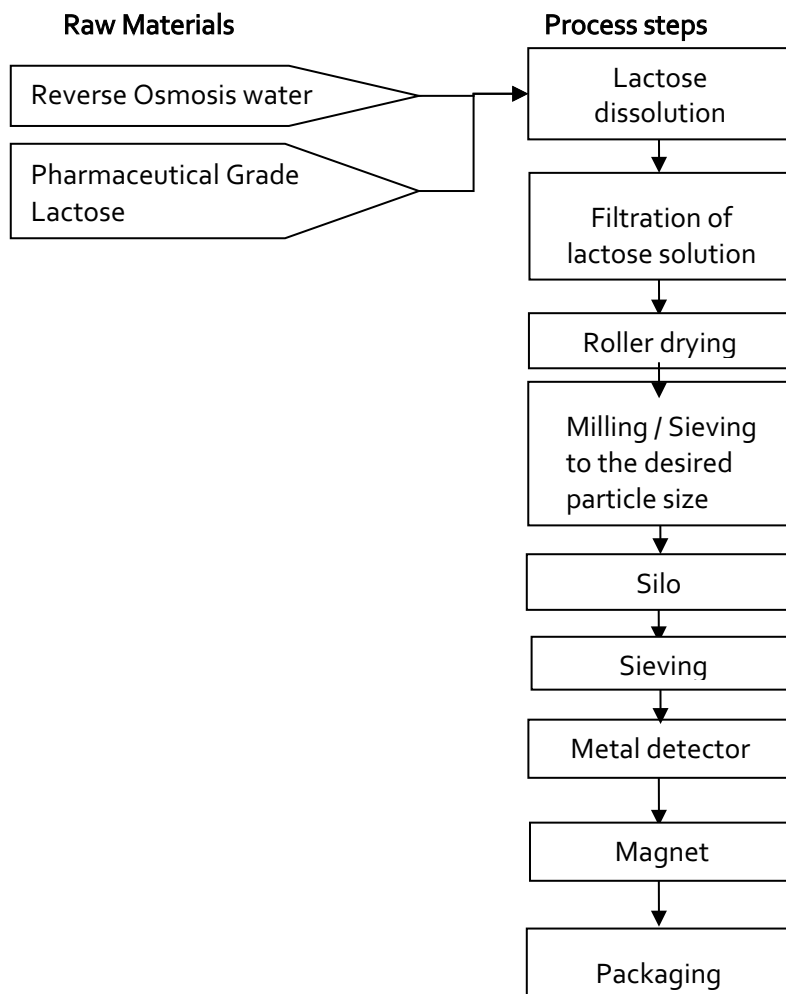 Raw Materials
Process steps
Reverse Osmosis water
Pharmaceutical Grade
Lactose
Lactose
dissolution
Filtration of
lactose solution
Roller drying
Milling / Sieving
to the desired
particle size
Silo
Sieving
Metal detector
Magnet
Packaging